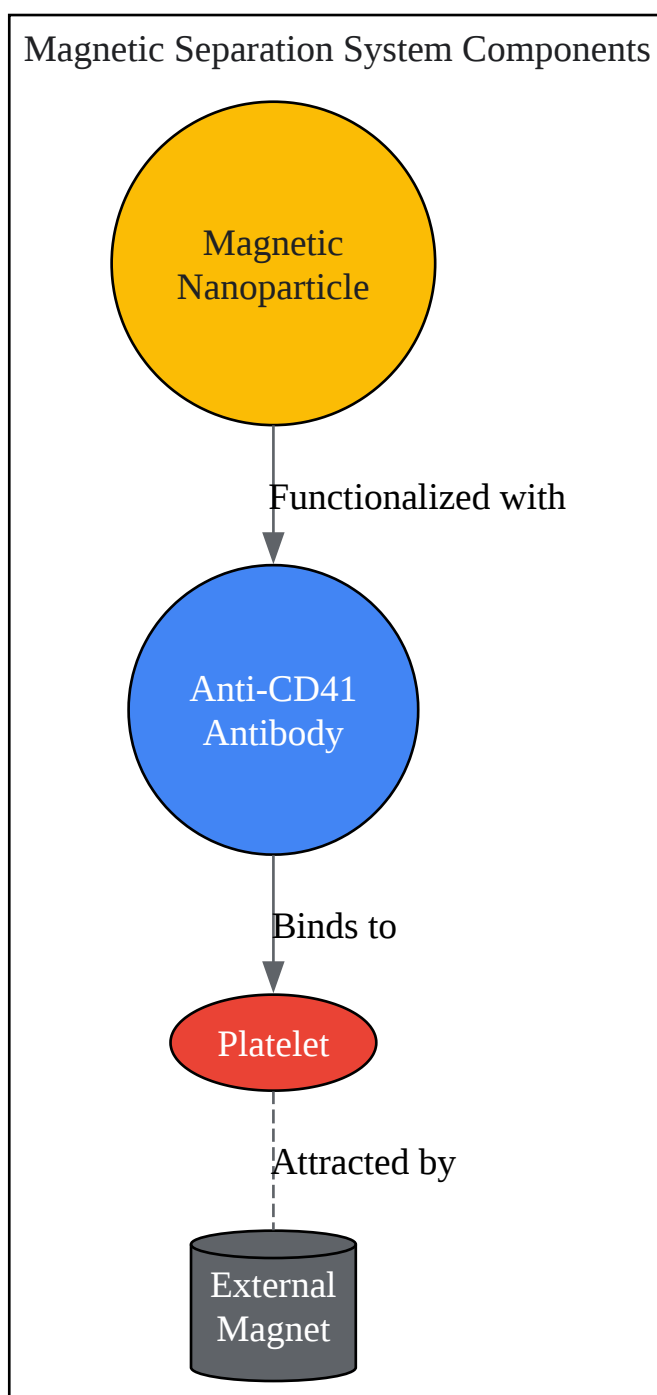 Magnetic Separation System Components
Magnetic
Nanoparticle
Functionalized with
Anti-CD41
Antibody
Binds to
Platelet
Attracted by
External
Magnet